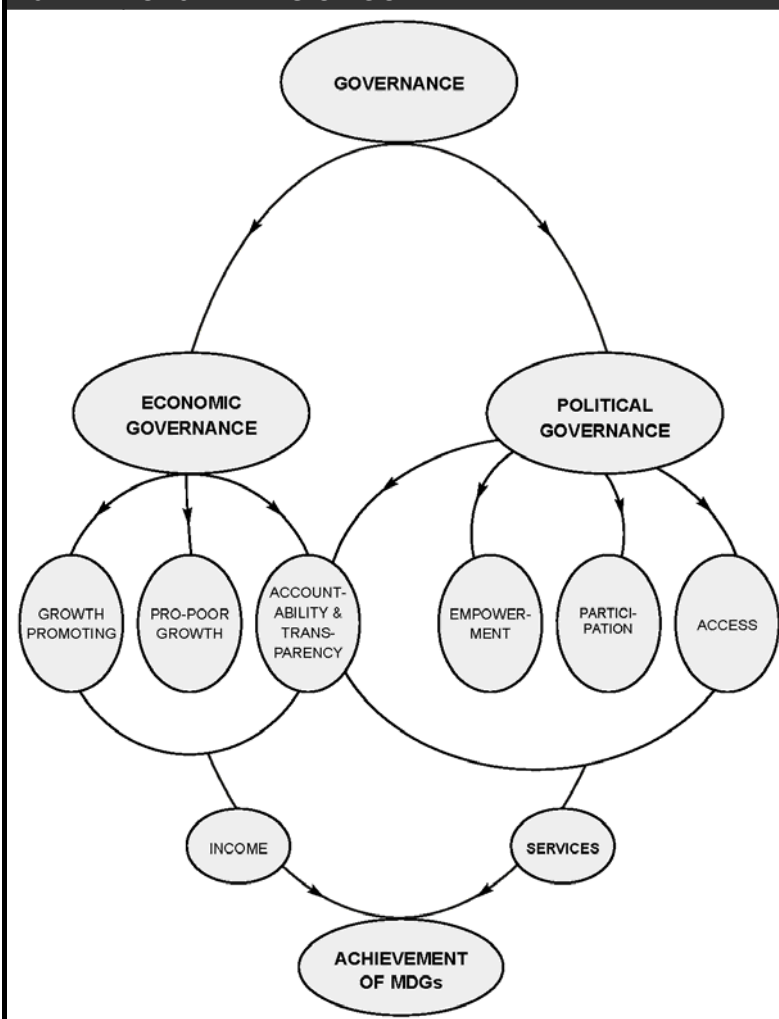 GOVERNANCE
ECONOMIC
GOVERNANCE
POLITICAL
GOVERNANCE
GROWTH
PROMOTING
PRO-POOR
GROWTH
ACCOUNT-
ABILITY &
TRANS-
PARENCY
EMPOWER-
MENT
PARTICI-
PATION
ACCESS
INCOME
SERVICES
ACHIEVEMENT
OF MDGs